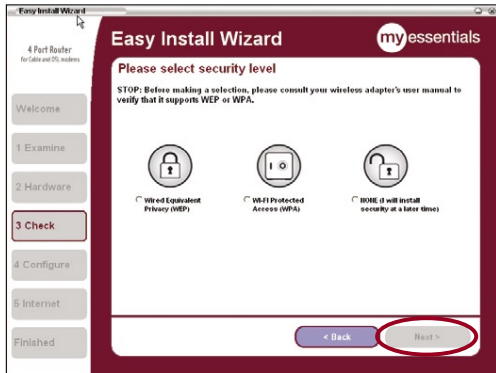 Easy Install Wizard
4 Port Router
for Cable and DSL modems
Easy Install Wizard
myessentials
Please select security level
STOP: Before making a selection, please consult your wireless adapter's user manual to
verify that it supports WEP or WPA.
Welcome
1 Examine
2 Hardware
3 Check
4 Configure
5 Internet
Finished
Wired Equivalent
Privacy (WEP)
Wi-Fi Protected
Access (WPA)
NONE (I will install
security at a later time)
< Back
Next >